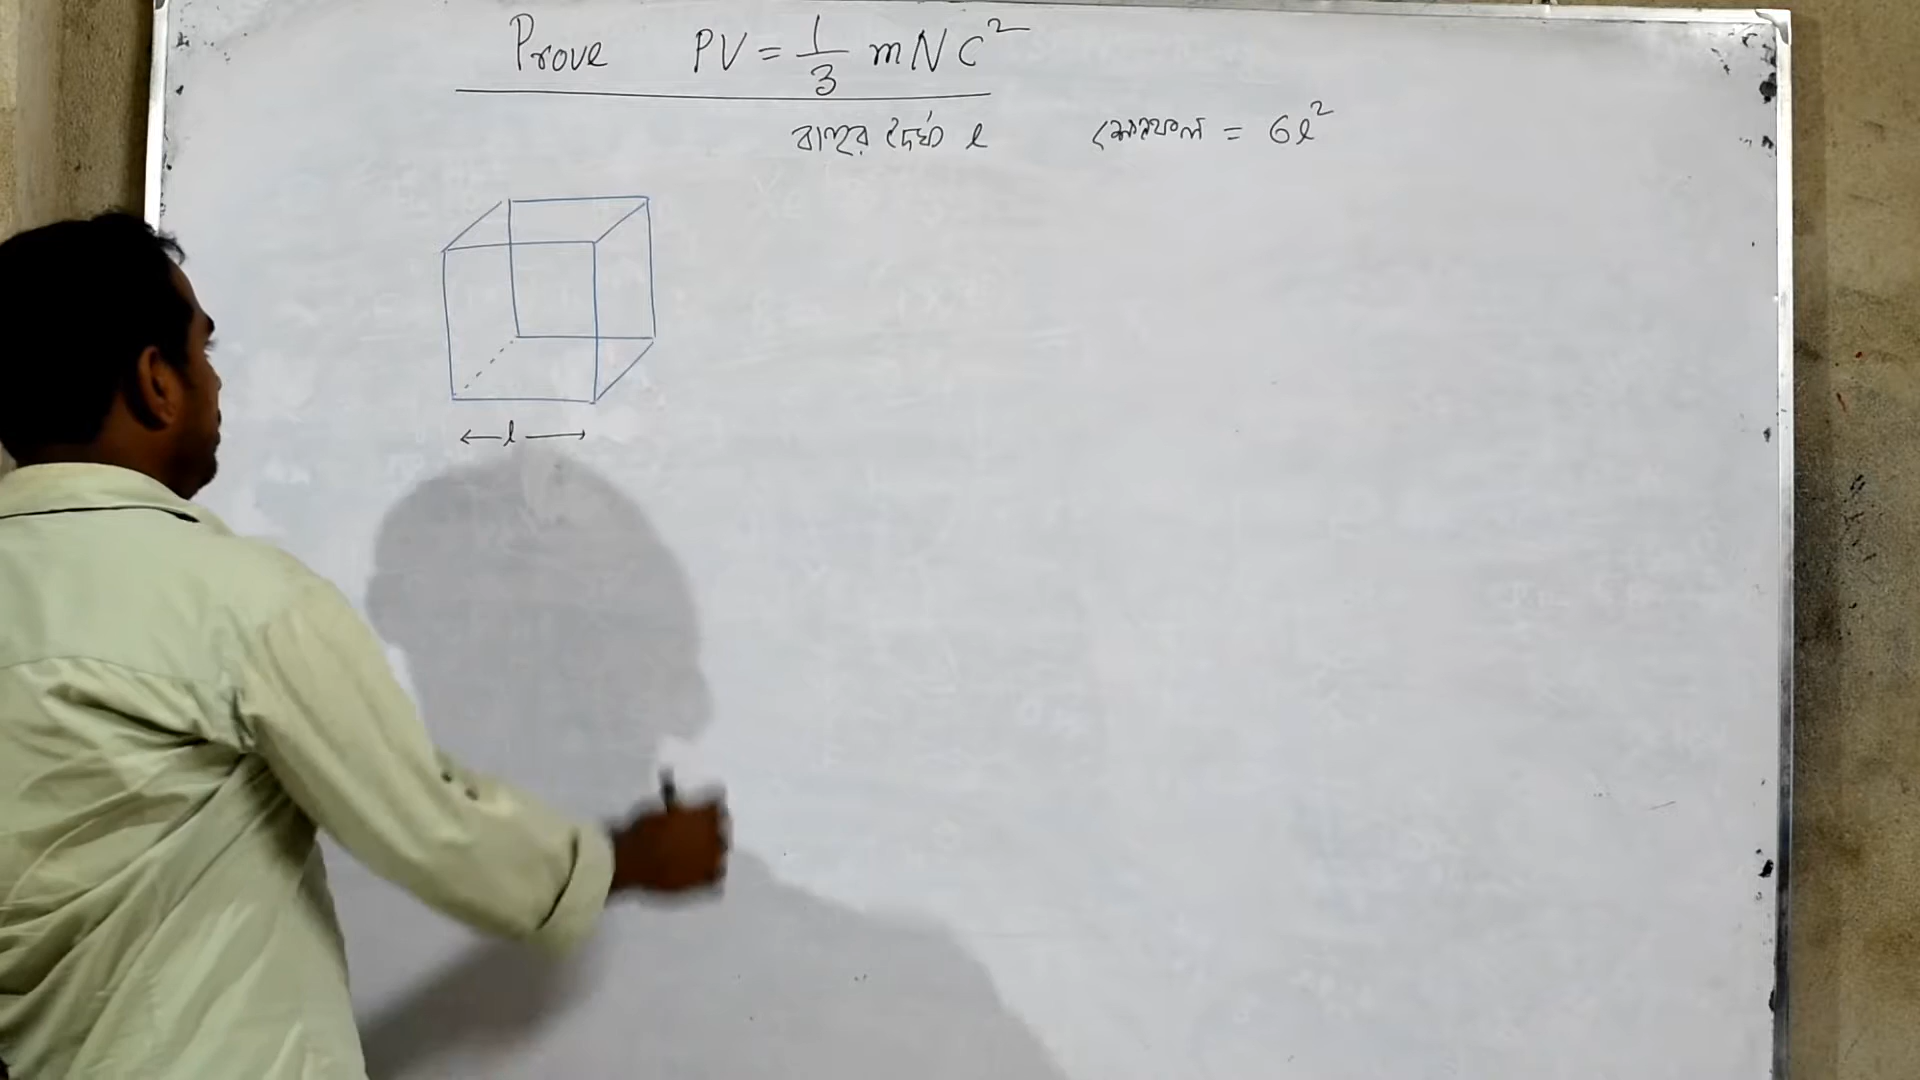 Prove PV = 1/3 mNC²
বাহুর দৈর্ঘ্য l ক্ষেত্রফল = 6l²
← l →